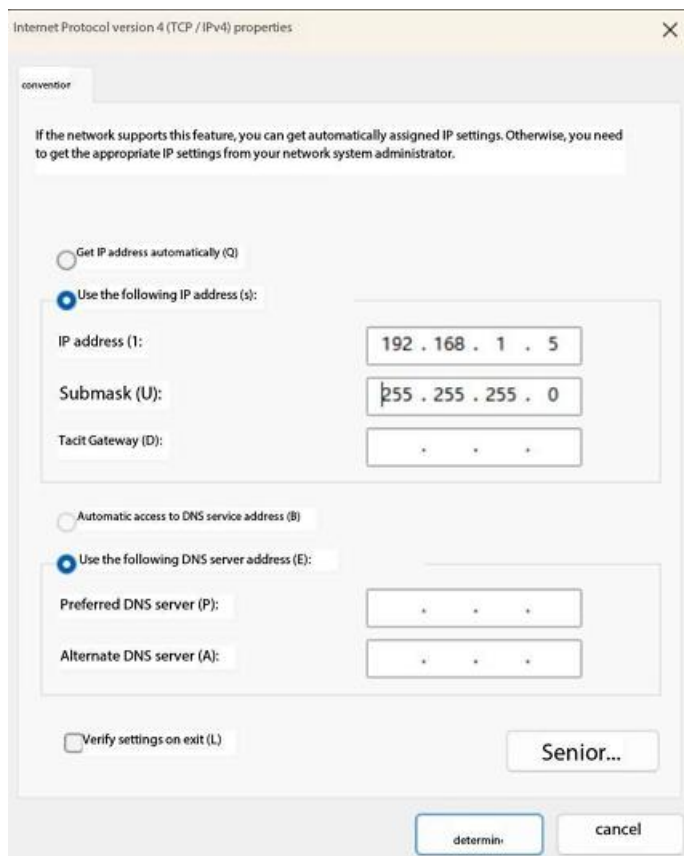 Internet Protocol version 4 (TCP / IPv4) properties
convention
If the network supports this feature, you can get automatically assigned IP settings. Otherwise, you need
to get the appropriate IP settings from your network system administrator.
Get IP address automatically (Q)
Use the following IP address (s):
IP address (1:
192 . 168 . 1 . 5
Submask (U):
255 . 255 . 255 . 0
Tacit Gateway (D):
. . .
Automatic access to DNS service address (B)
Use the following DNS server address (E):
Preferred DNS server (P):
. . .
Alternate DNS server (A):
. . .
Verify settings on exit (L)
Senior...
determin
cancel